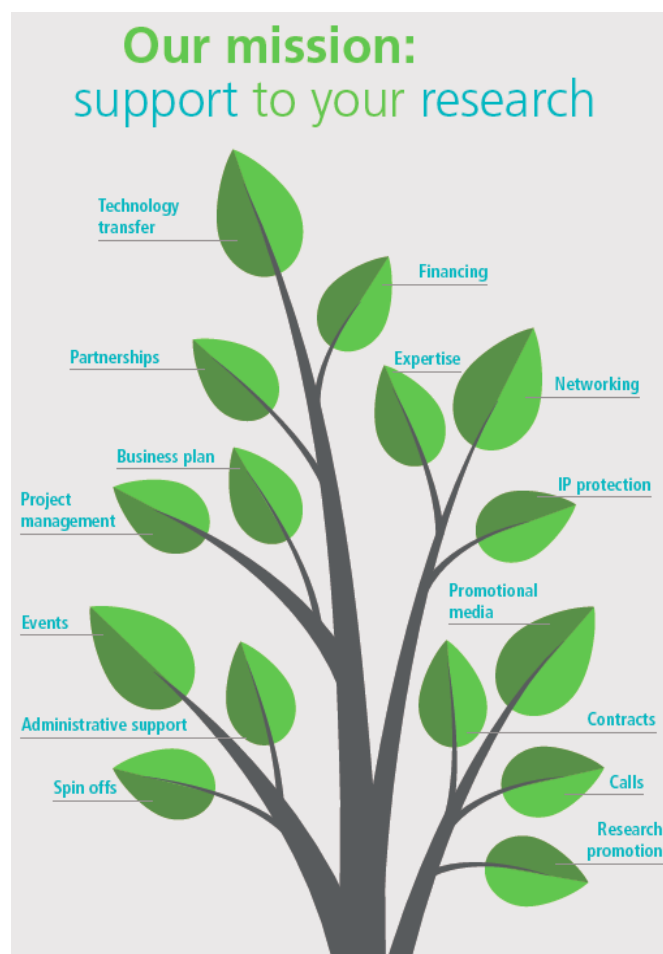 Our mission:
support to your research
Technology
transfer
Financing
Partnerships
Expertise
Networking
Business plan
IP protection
Project
management
Promotional
media
Events
Contracts
Administrative support
Spin offs
Calls
Research
promotion